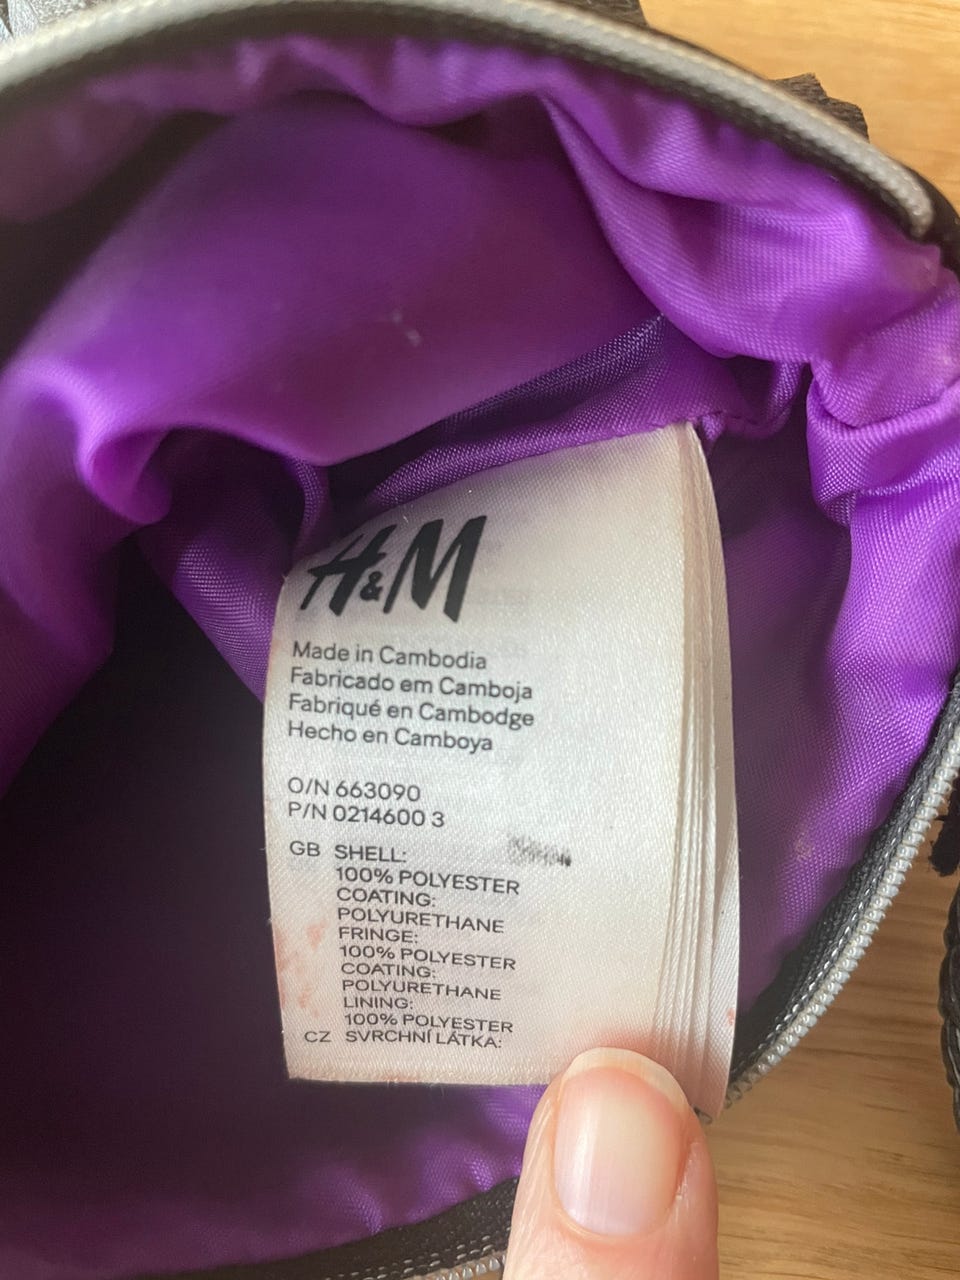 H&M
Made in Cambodia
Fabricado em Camboja
Fabriqué en Cambodge
Hecho en Camboya
O/N 663090
P/N 0214600 3
GB SHELL:
100% POLYESTER
COATING:
POLYURETHANE
FRINGE:
100% POLYESTER
COATING:
POLYURETHANE
LINING:
100% POLYESTER
CZ SVRCHNÍ LÁTKA: